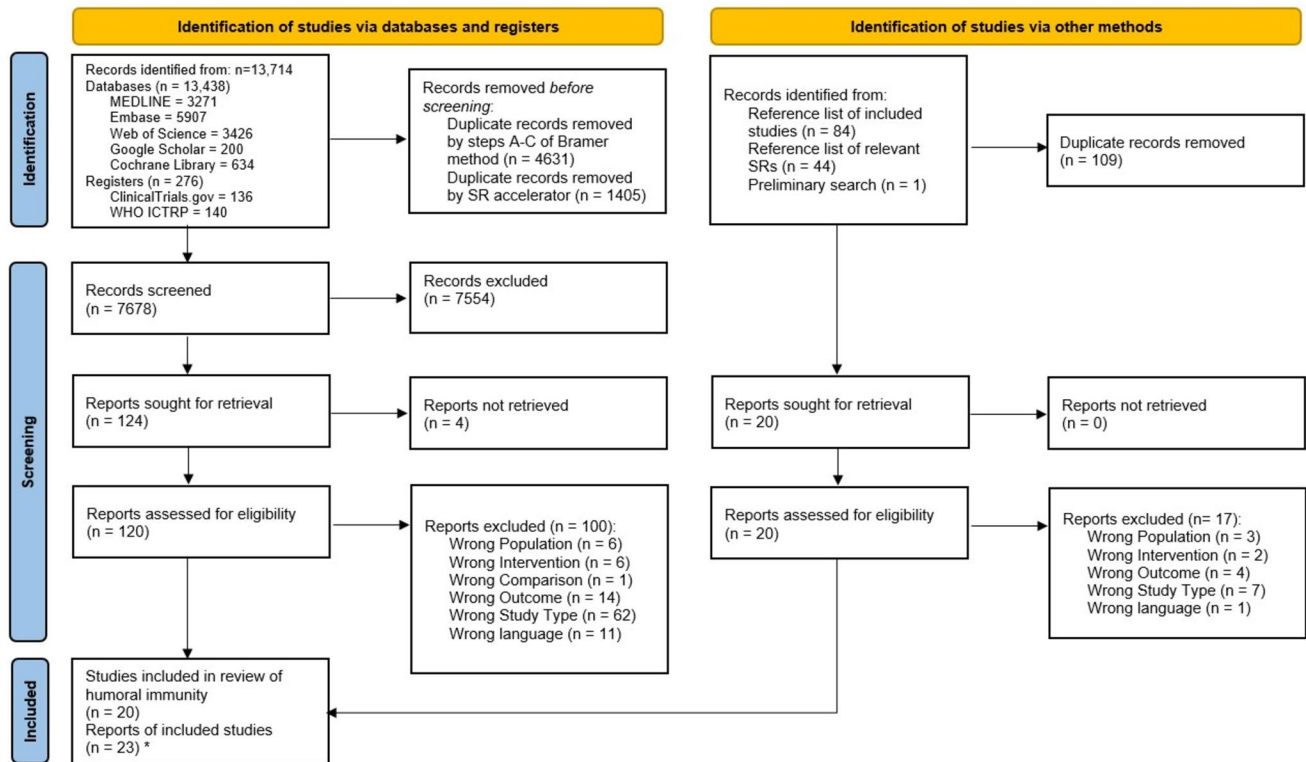 Identification of studies via databases and registers
Identification of studies via other methods
Identification
Records identified from: n=13,714
Databases (n = 13,438)
MEDLINE = 3271
Embase = 5907
Web of Science = 3426
Google Scholar = 200
Cochrane Library = 634
Registers (n = 276)
ClinicalTrials.gov = 136
WHO ICTRP = 140
Records removed before
screening:
Duplicate records removed
by steps A-C of Bramer
method (n = 4631)
Duplicate records removed
by SR accelerator (n = 1405)
Records identified from:
Reference list of included
studies (n = 84)
Reference list of relevant
SRs (n = 44)
Preliminary search (n = 1)
Duplicate records removed
(n = 109)
Screening
Records screened
(n = 7678)
Records excluded
(n = 7554)
Reports sought for retrieval
(n = 124)
Reports not retrieved
(n = 4)
Reports sought for retrieval
(n = 20)
Reports not retrieved
(n = 0)
Reports assessed for eligibility
(n = 120)
Reports excluded (n = 100):
Wrong Population (n = 6)
Wrong Intervention (n = 6)
Wrong Comparison (n = 1)
Wrong Outcome (n = 14)
Wrong Study Type (n = 62)
Wrong language (n = 11)
Reports assessed for eligibility
(n = 20)
Reports excluded (n= 17):
Wrong Population (n = 3)
Wrong Intervention (n = 2)
Wrong Outcome (n = 4)
Wrong Study Type (n = 7)
Wrong language (n = 1)
Included
Studies included in review of
humoral immunity
(n = 20)
Reports of included studies
(n = 23) *